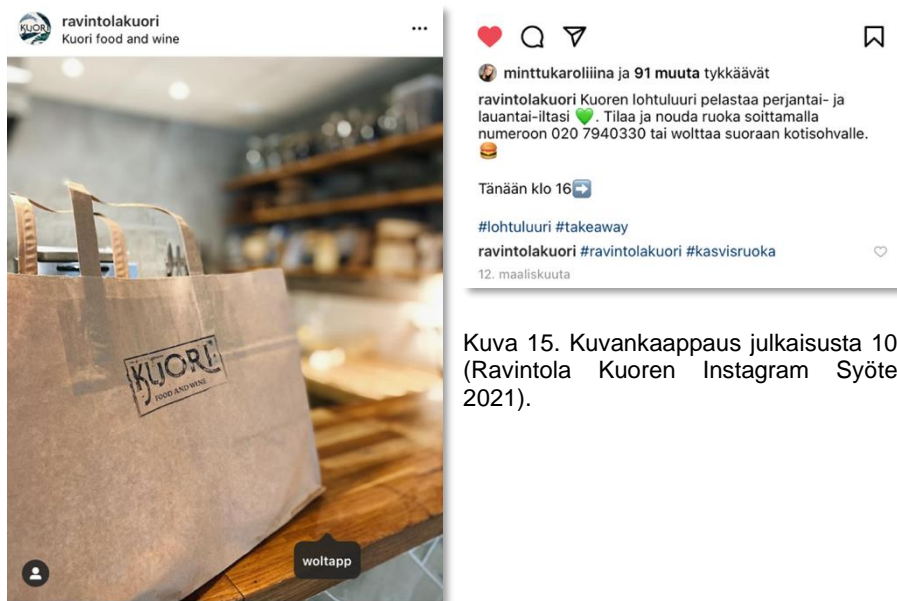 KUORI
ravintolakuori
Kuori food and wine
KUORI
FOOD AND WINE
woltapp
minttukaroliiina ja 91 muuta tykkäävät
ravintolakuori Kuoren lohtuluuri pelastaa perjantai- ja
lauantai-iltasi 💚. Tilaa ja nouda ruoka soittamalla
numeroon 020 7940330 tai wolttaa suoraan kotisohvalle.
🍔
Tänään klo 16➡️
#lohtuluuri #takeaway
ravintolakuori #ravintolakuori #kasvisruoka
12. maaliskuuta
Kuva 15. Kuvankaappaus julkaisusta 10
(Ravintola Kuoren Instagram Syöte
2021).